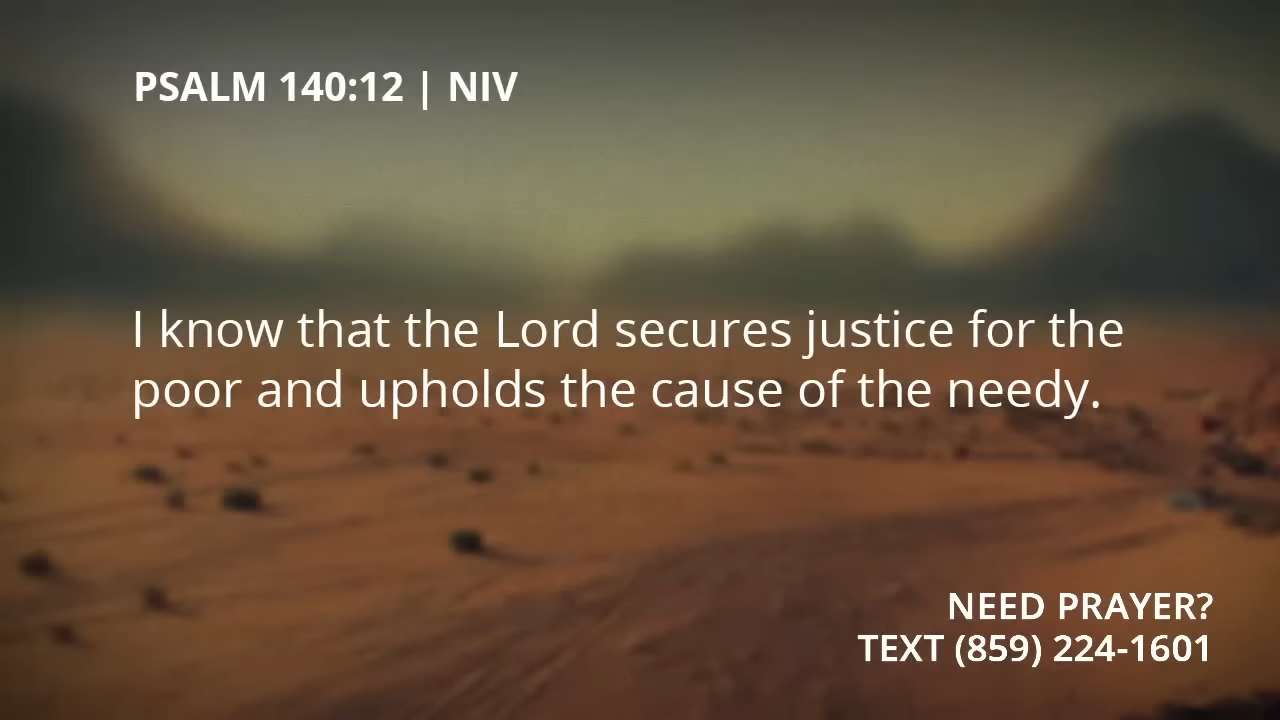 PSALM 140:12 | NIV
I know that the Lord secures justice for the
poor and upholds the cause of the needy.
NEED PRAYER?
TEXT (859) 224-1601